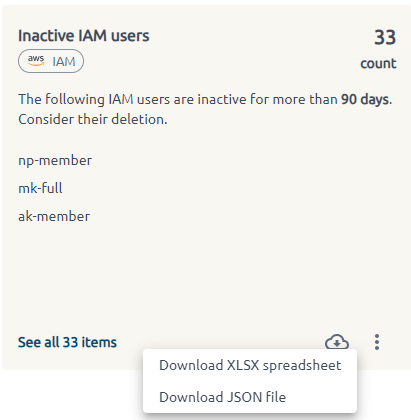 Inactive IAM users
33
aws IAM
count
The following IAM users are inactive for more than 90 days.
Consider their deletion.
np-member
mk-full
ak-member
See all 33 items
Download XLSX spreadsheet
Download JSON file